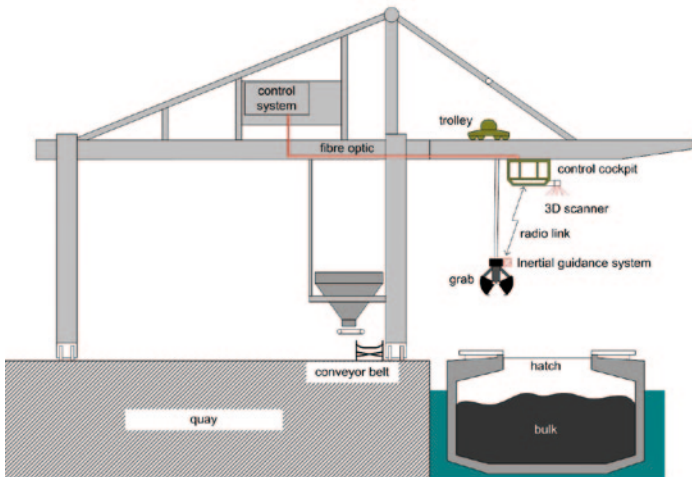 control
system
trolley
fibre optic
control cockpit
3D scanner
radio link
Inertial guidance system
grab
conveyor belt
hatch
quay
bulk